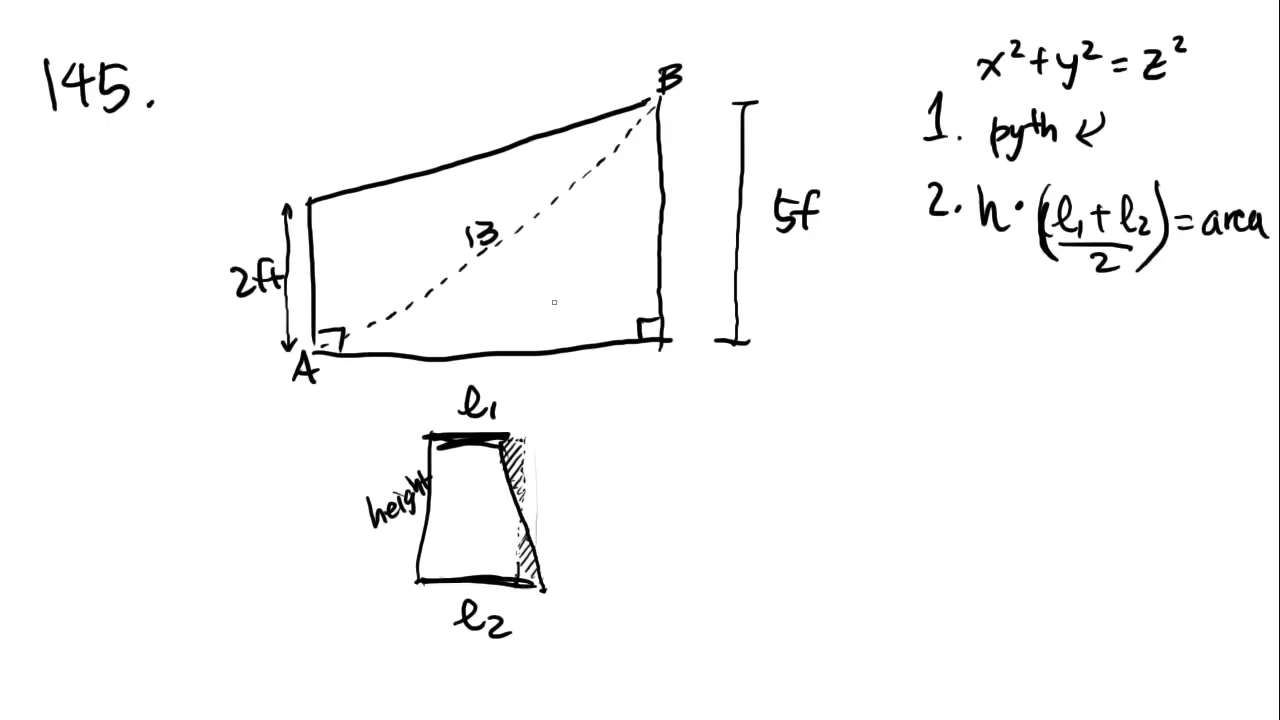 145.
B
13
2ft
A
5f
x² + y² = z²
1. pyth ↙
2. h · (l₁ + l₂ / 2) = area
l₁
height
l₂